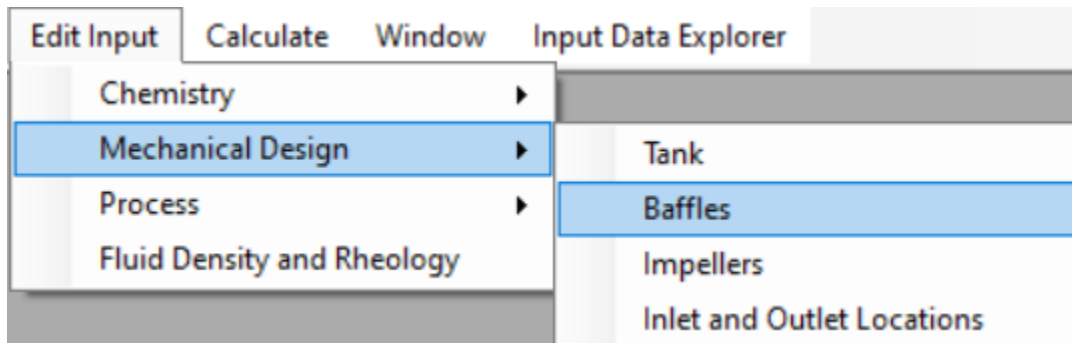 Edit Input Calculate Window Input Data Explorer
Chemistry
Mechanical Design
Process
Fluid Density and Rheology
Tank
Baffles
Impellers
Inlet and Outlet Locations